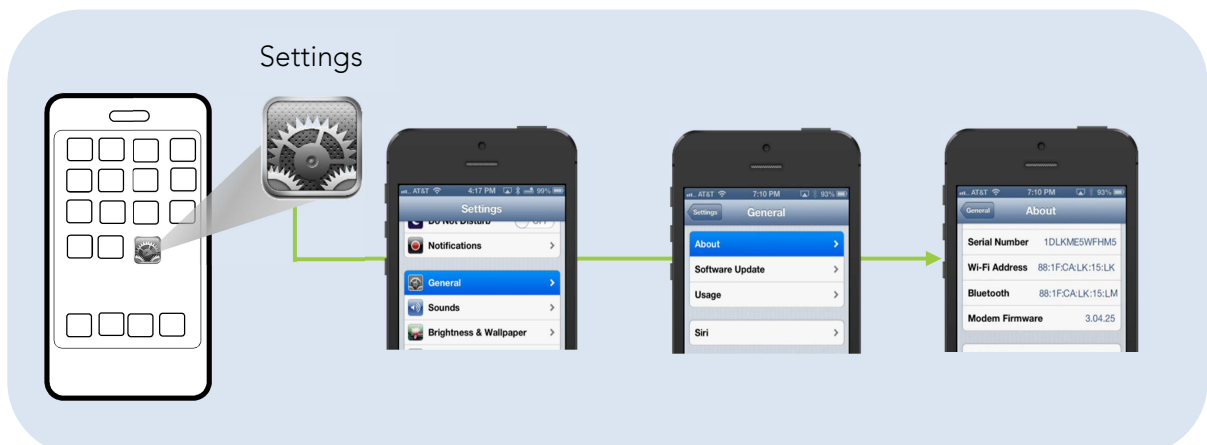 Settings
AT&T 4:17 PM 99%
Settings
Do Not Disturb OFF
Notifications
General
Sounds
Brightness & Wallpaper
AT&T 7:10 PM 93%
Settings General
About
Software Update
Usage
Siri
AT&T 7:10 PM 93%
General About
Serial Number 1DLKME5WFHM5
Wi-Fi Address 88:1F:CA:LK:15:LK
Bluetooth 88:1F:CA:LK:15:LM
Modem Firmware 3.04.25